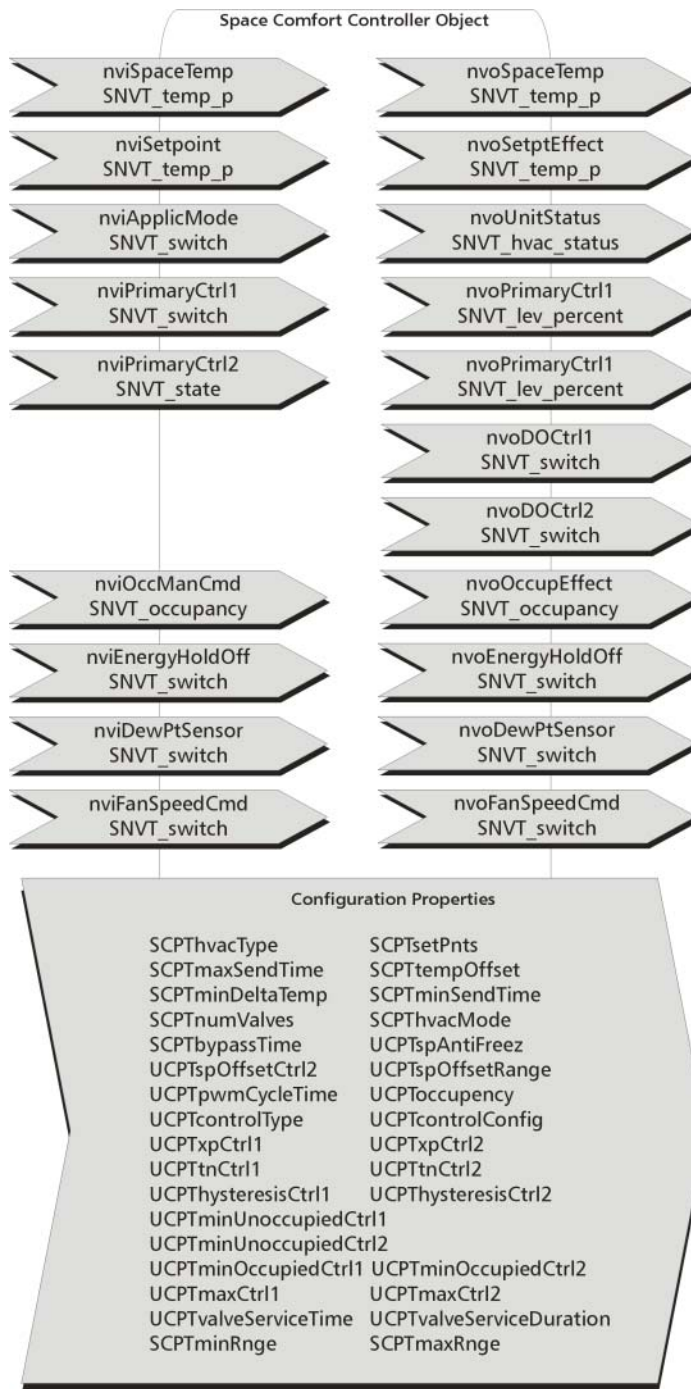 Space Comfort Controller Object
nviSpaceTemp
SNVT_temp_p
nvoSpaceTemp
SNVT_temp_p
nviSetpoint
SNVT_temp_p
nvoSetptEffect
SNVT_temp_p
nviApplicMode
SNVT_switch
nvoUnitStatus
SNVT_hvac_status
nviPrimaryCtrl1
SNVT_switch
nvoPrimaryCtrl1
SNVT_lev_percent
nviPrimaryCtrl2
SNVT_state
nvoPrimaryCtrl1
SNVT_lev_percent
nvoDOCtrl1
SNVT_switch
nvoDOCtrl2
SNVT_switch
nviOccManCmd
SNVT_occupancy
nvoOccupEffect
SNVT_occupancy
nviEnergyHoldOff
SNVT_switch
nvoEnergyHoldOff
SNVT_switch
nviDewPtSensor
SNVT_switch
nvoDewPtSensor
SNVT_switch
nviFanSpeedCmd
SNVT_switch
nvoFanSpeedCmd
SNVT_switch
Configuration Properties
SCPThvacType SCPTsetPnts
SCPTmaxSendTime SCPTtempOffset
SCPTminDeltaTemp SCPTminSendTime
SCPTnumValves SCPThvacMode
SCPTbypassTime UCPTspAntiFreez
UCPTspOffsetCtrl2 UCPTspOffsetRange
UCPTpwmCycleTime UCPToccupency
UCPTcontrolType UCPTcontrolConfig
UCPTxpCtrl1 UCPTxpCtrl2
UCPTtnCtrl1 UCPTtnCtrl2
UCPThysteresisCtrl1 UCPThysteresisCtrl2
UCPTminUnoccupiedCtrl1
UCPTminUnoccupiedCtrl2
UCPTminOccupiedCtrl1 UCPTminOccupiedCtrl2
UCPTmaxCtrl1 UCPTmaxCtrl2
UCPTvalveServiceTime UCPTvalveServiceDuration
SCPTminRnge SCPTmaxRnge